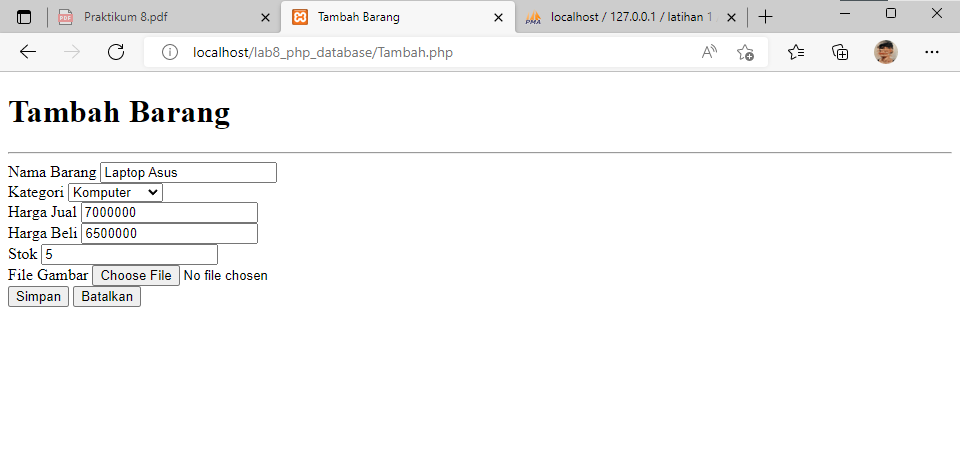 Praktikum 8.pdf
Tambah Barang
localhost / 127.0.0.1 / latihan 1
localhost/lab8_php_database/Tambah.php
Tambah Barang
Nama Barang Laptop Asus
Kategori Komputer
Harga Jual 7000000
Harga Beli 6500000
Stok 5
File Gambar Choose File No file chosen
Simpan Batalkan